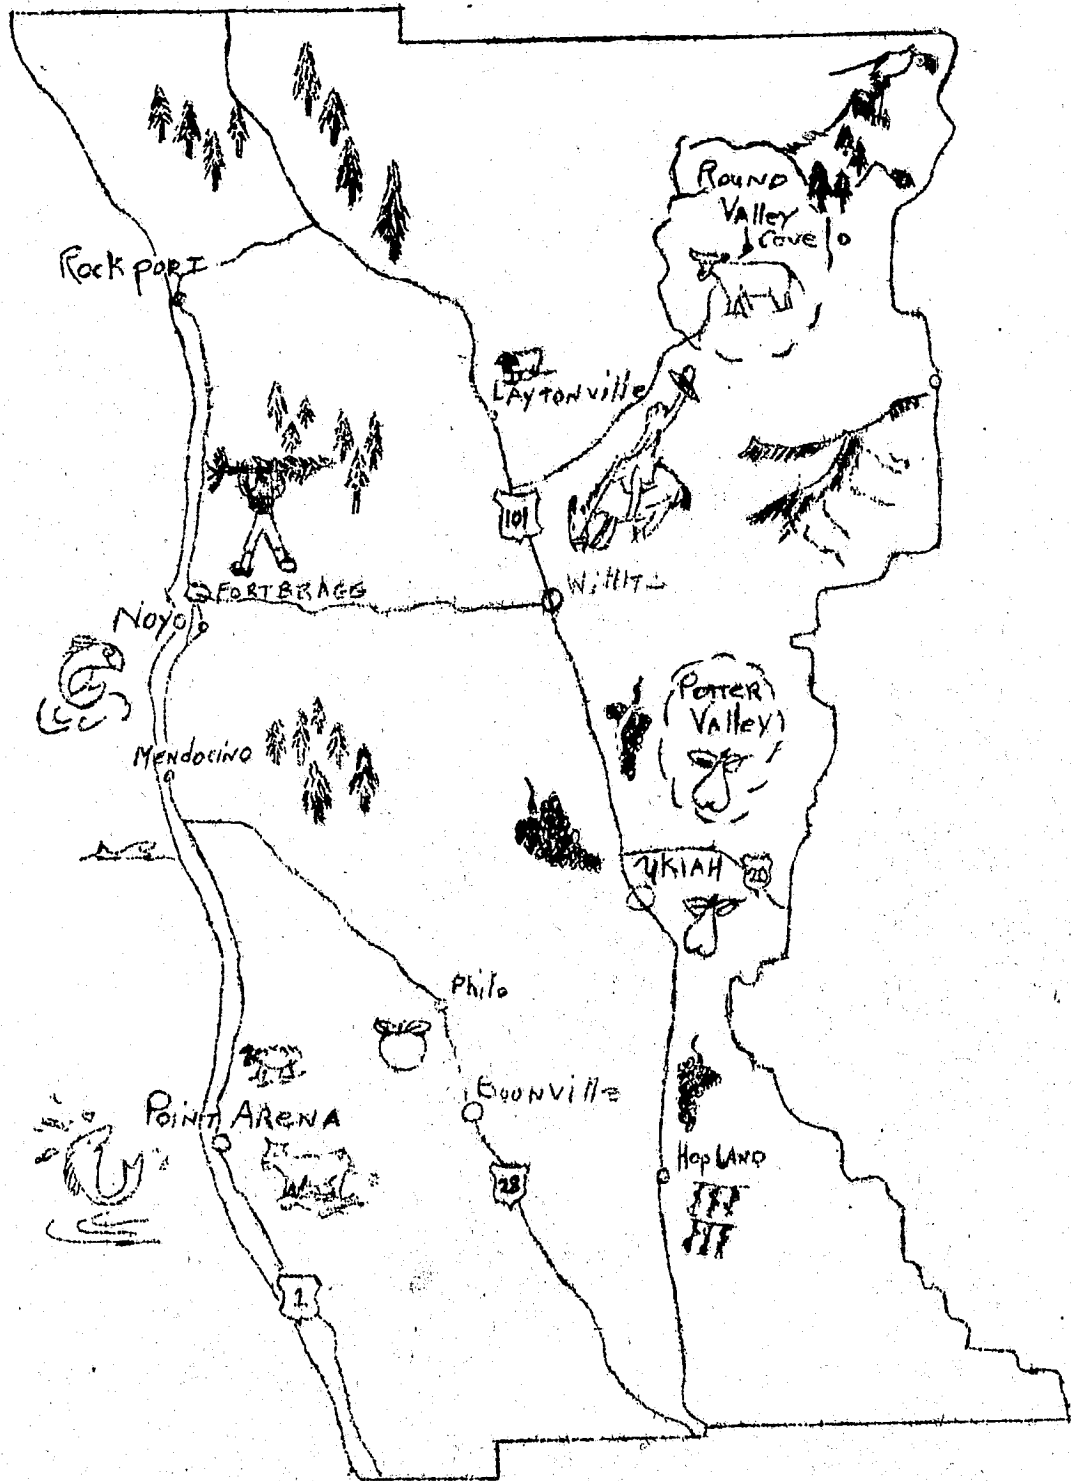 Round
Valley
Covelo
Rockport
Laytonville
101
Willits
FORT BRAGG
Noyo
Potter
Valley
Mendocino
UKIAH
20
Philo
Boonville
Point Arena
28
HopLand
1